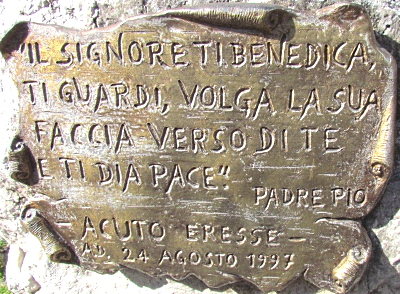 "IL SIGNORE TI BENEDICA,
TI GUARDI, VOLGA LA SUA
FACCIA VERSO DI TE
E TI DIA PACE".
PADRE PIO
- ACUTO ERESSE -
AD. 24 AGOSTO 1997